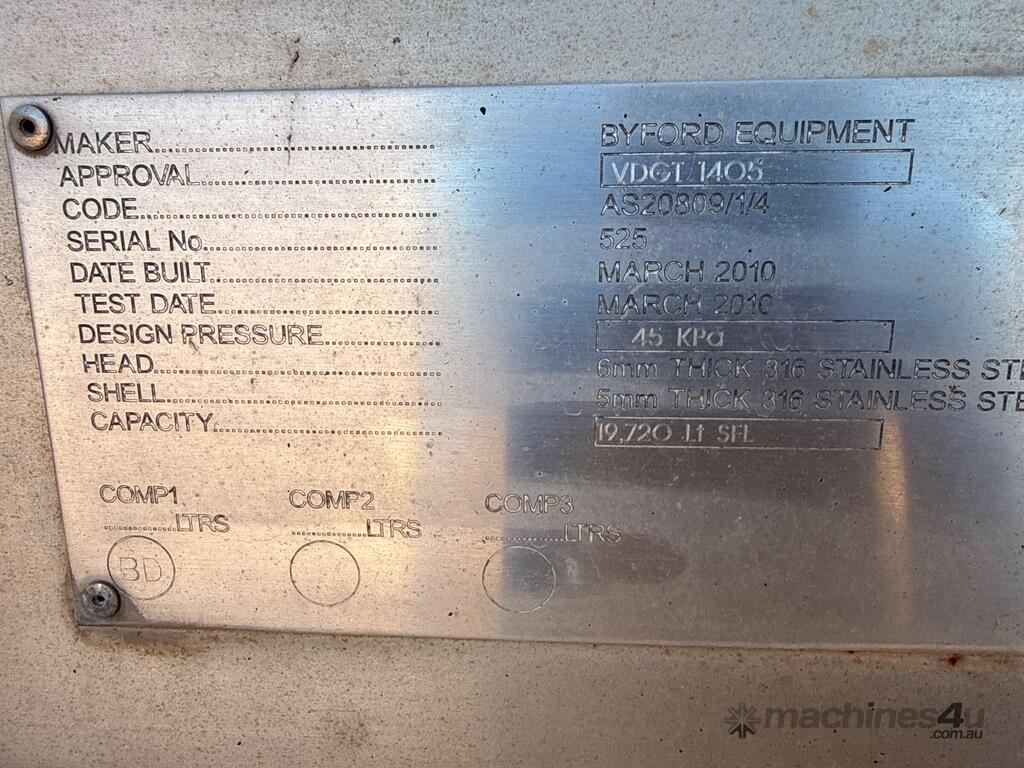 MAKER........................ BYFORD EQUIPMENT
APPROVAL........................ VDGT 1405
CODE........................ AS20809/1/4
SERIAL No........................ 525
DATE BUILT........................ MARCH 2010
TEST DATE........................ MARCH 2010
DESIGN PRESSURE........................ 45 KPa
HEAD........................ 6mm THICK 316 STAINLESS STE
SHELL........................ 5mm THICK 316 STAINLESS STE
CAPACITY........................ 19,720 Lt SFL
COMP1 COMP2 COMP3
............LTRS ............LTRS ............LTRS
BD
machines4u
.com.au